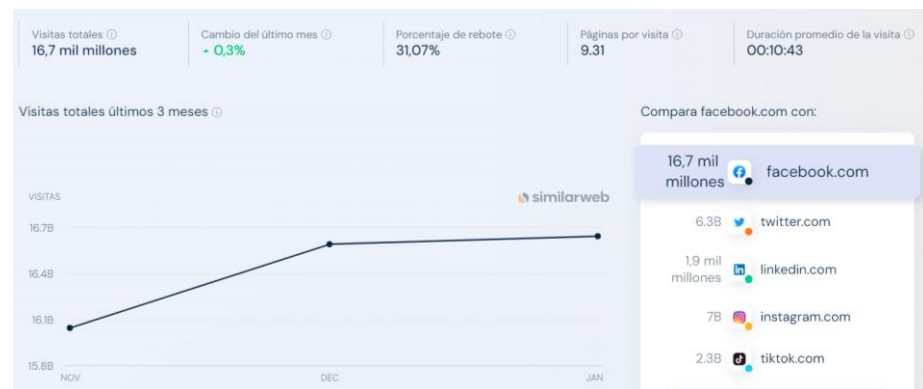 Visitas totales ⓘ
16,7 mil millones
Cambio del último mes ⓘ
0,3%
Porcentaje de rebote ⓘ
31,07%
Páginas por visita ⓘ
9.31
Duración promedio de la visita ⓘ
00:10:43
Visitas totales últimos 3 meses ⓘ
VISITAS
similarweb
16.7B
16.4B
16.1B
15.8B
NOV
DEC
JAN
Compara facebook.com con:
16,7 mil
millones
facebook.com
6.3B
twitter.com
1,9 mil
millones
linkedin.com
7B
instagram.com
2.3B
tiktok.com